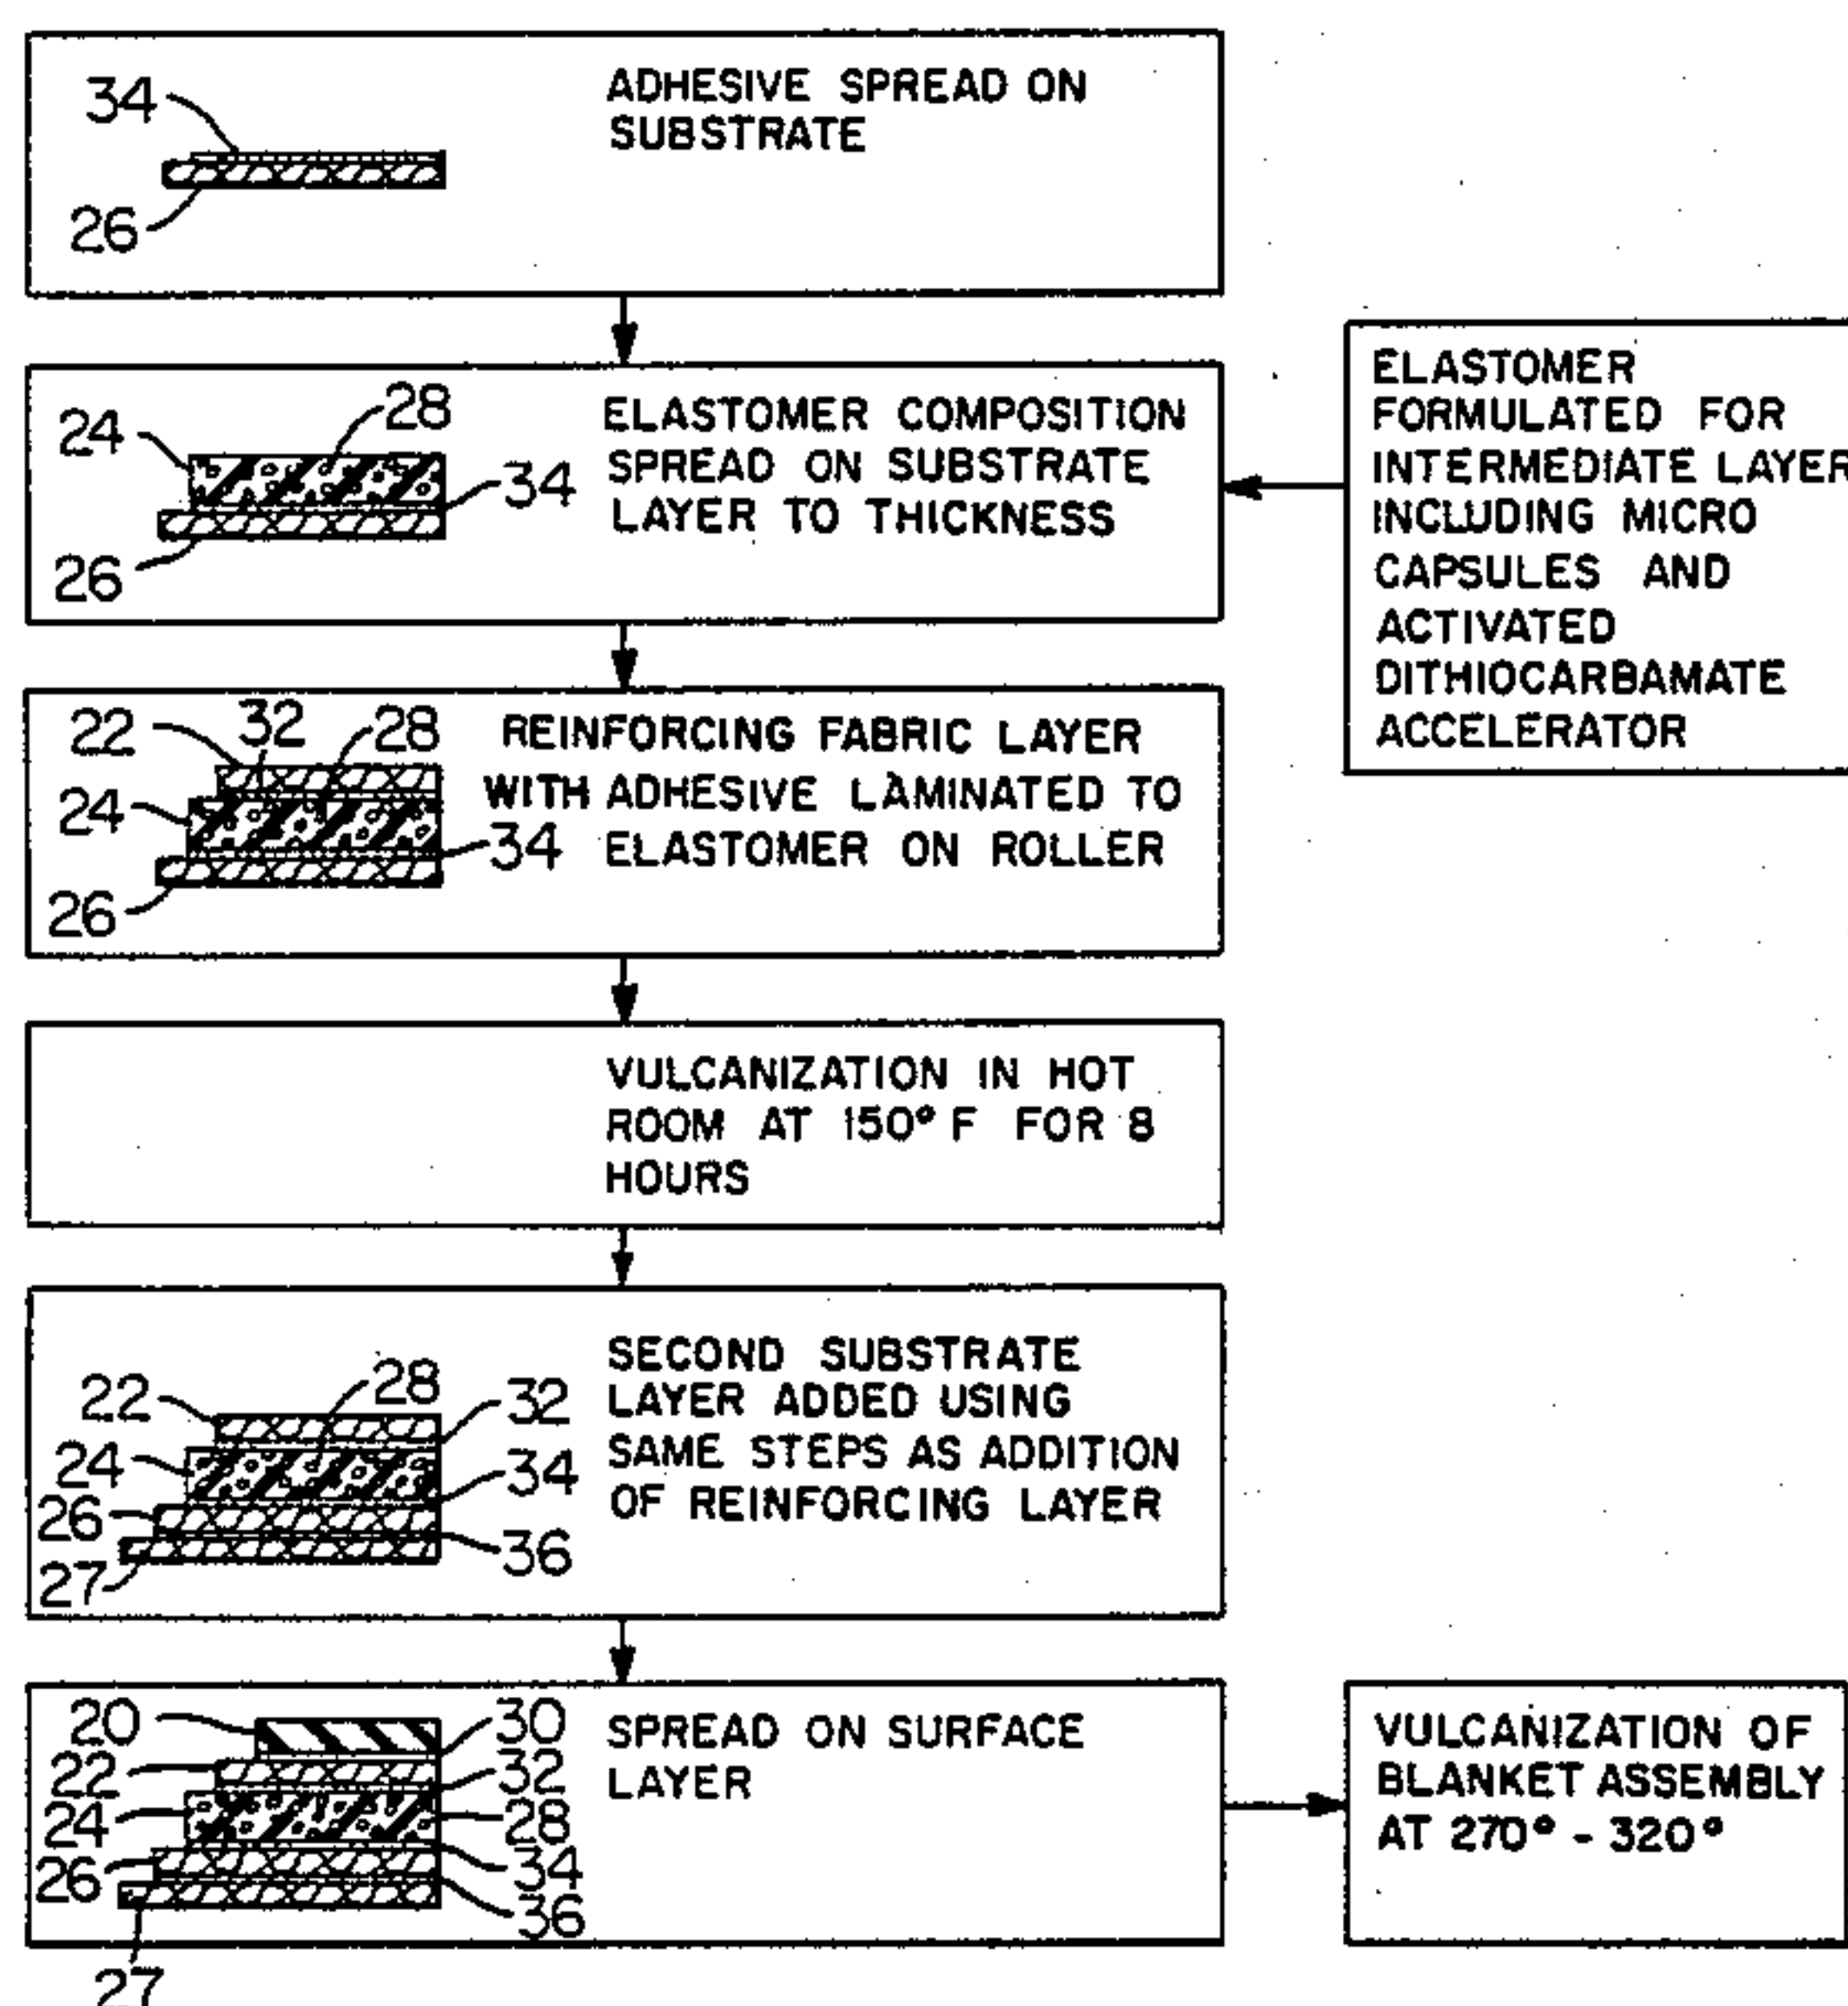 34
ADHESIVE SPREAD ON
SUBSTRATE
26
24
28
34
26
ELASTOMER COMPOSITION
SPREAD ON SUBSTRATE
LAYER TO THICKNESS
ELASTOMER
FORMULATED FOR
INTERMEDIATE LAYER
INCLUDING MICRO
CAPSULES AND
ACTIVATED
DITHIOCARBAMATE
ACCELERATOR
22
32
28
24
34
26
REINFORCING FABRIC LAYER
WITH ADHESIVE LAMINATED TO
ELASTOMER ON ROLLER
VULCANIZATION IN HOT
ROOM AT 150° F FOR 8
HOURS
22
28
32
24
34
26
36
27
SECOND SUBSTRATE
LAYER ADDED USING
SAME STEPS AS ADDITION
OF REINFORCING LAYER
20
30
22
32
24
28
26
34
36
27
SPREAD ON SURFACE
LAYER
VULCANIZATION OF
BLANKET ASSEMBLY
AT 270° - 320°